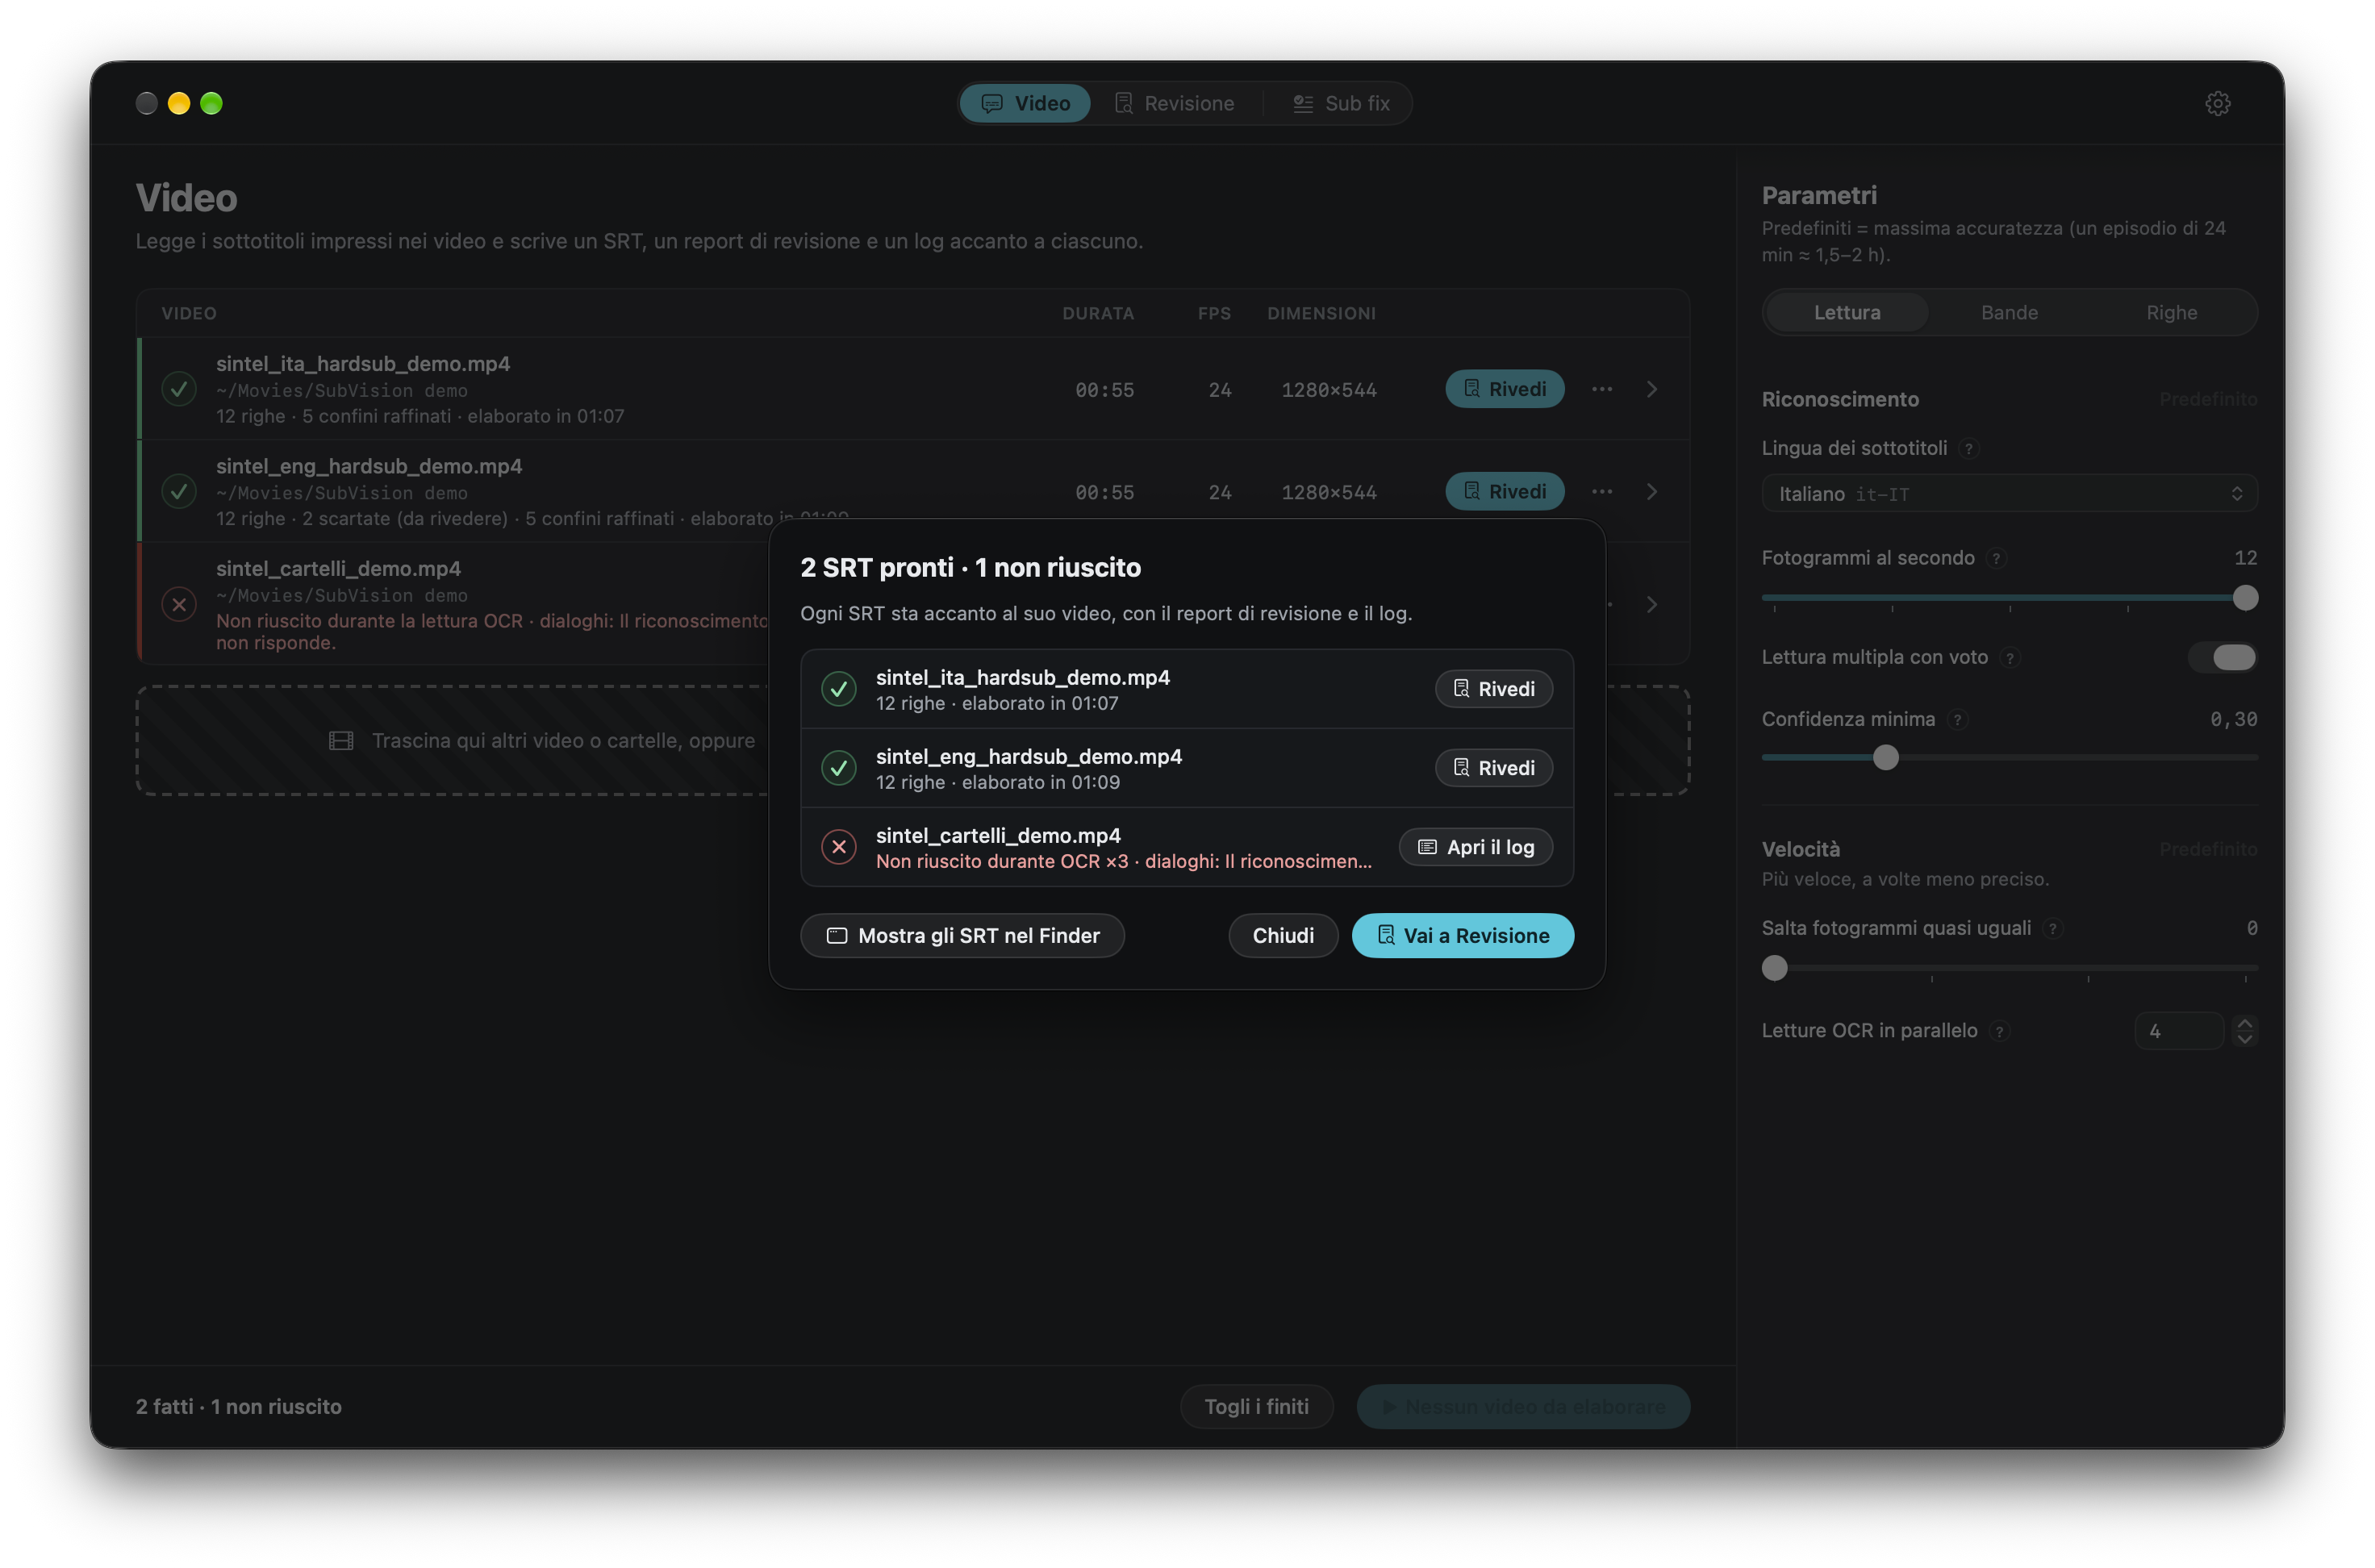 Video
Revisione
Sub fix
Video
Legge i sottotitoli impressi nei video e scrive un SRT, un report di revisione e un log accanto a ciascuno.
VIDEO DURATA FPS DIMENSIONI
sintel_ita_hardsub_demo.mp4
~/Movies/SubVision demo
12 righe · 5 confini raffinati · elaborato in 01:07
00:55 24 1280×544 Rivedi
sintel_eng_hardsub_demo.mp4
~/Movies/SubVision demo
12 righe · 2 scartate (da rivedere) · 5 confini raffinati · elaborato in 01:09
00:55 24 1280×544 Rivedi
sintel_cartelli_demo.mp4
~/Movies/SubVision demo
Non riuscito durante la lettura OCR · dialoghi: Il riconoscimento
non risponde.
Trascina qui altri video o cartelle, oppure
2 SRT pronti · 1 non riuscito
Ogni SRT sta accanto al suo video, con il report di revisione e il log.
sintel_ita_hardsub_demo.mp4
12 righe · elaborato in 01:07
Rivedi
sintel_eng_hardsub_demo.mp4
12 righe · elaborato in 01:09
Rivedi
sintel_cartelli_demo.mp4
Non riuscito durante OCR ×3 · dialoghi: Il riconoscimen...
Apri il log
Mostra gli SRT nel Finder
Chiudi
Vai a Revisione
2 fatti · 1 non riuscito
Togli i finiti
Nessun video da elaborare
Parametri
Predefiniti = massima accuratezza (un episodio di 24
min ≈ 1,5–2 h).
Lettura Bande Righe
Riconoscimento Predefinito
Lingua dei sottotitoli ?
Italiano it-IT
Fotogrammi al secondo ? 12
Lettura multipla con voto ?
Confidenza minima ? 0,30
Velocità Predefinito
Più veloce, a volte meno preciso.
Salta fotogrammi quasi uguali ? 0
Letture OCR in parallelo ? 4